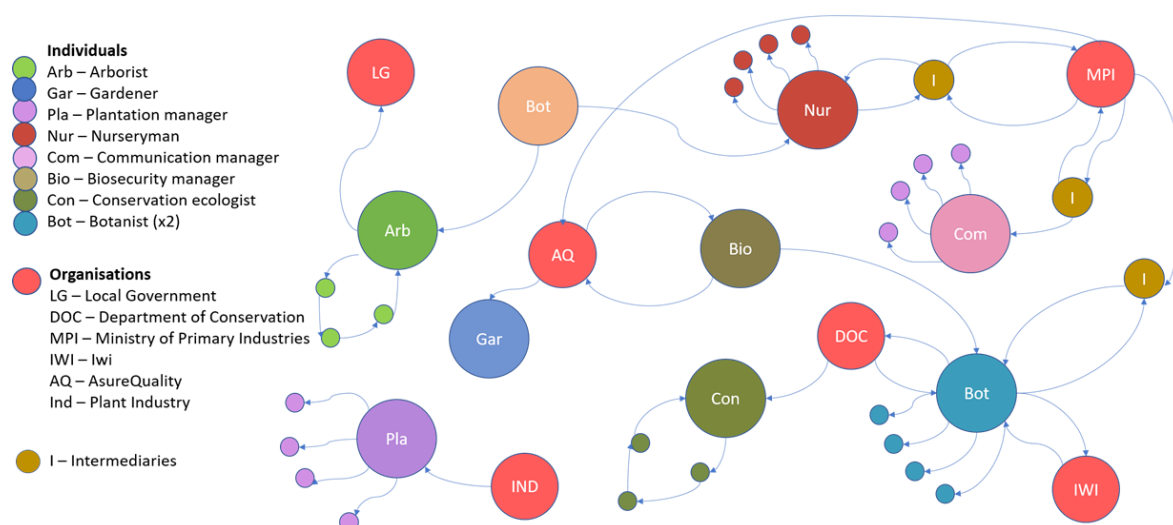 Individuals
Arb – Arborist
Gar – Gardener
Pla – Plantation manager
Nur – Nurseryman
Com – Communication manager
Bio – Biosecurity manager
Con – Conservation ecologist
Bot – Botanist (x2)
Organisations
LG – Local Government
DOC – Department of Conservation
MPI – Ministry of Primary Industries
IWI – Iwi
AQ – AsureQuality
Ind – Plant Industry
I – Intermediaries
LG
Bot
Nur
I
MPI
Arb
AQ
Bio
Com
I
I
Gar
DOC
Con
Bot
Pla
IND
IWI